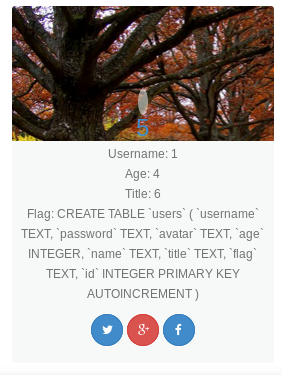 5
Username: 1
Age: 4
Title: 6
Flag: CREATE TABLE `users` ( `username`
TEXT, `password` TEXT, `avatar` TEXT, `age`
INTEGER, `name` TEXT, `title` TEXT, `flag`
TEXT, `id` INTEGER PRIMARY KEY
AUTOINCREMENT )